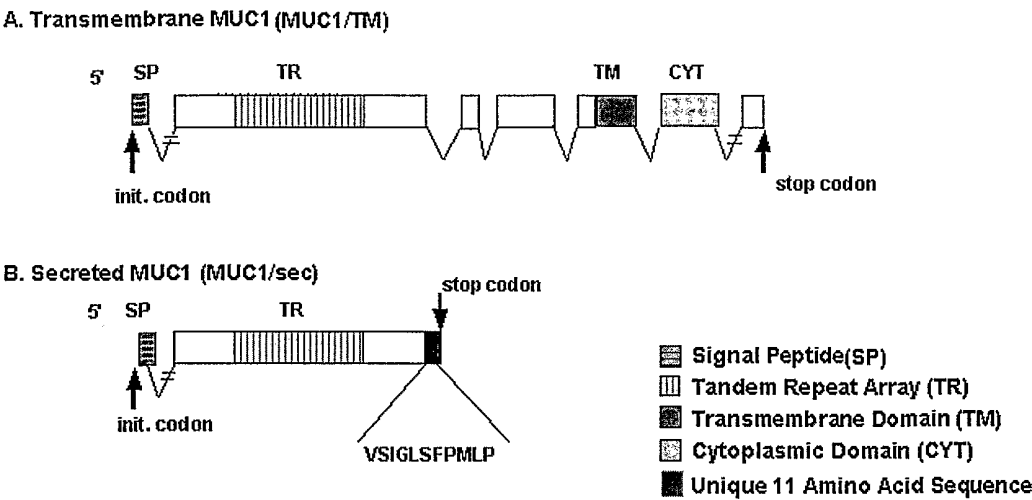 A. Transmembrane MUC1 (MUC1/TM)
5' SP TR TM CYT
init. codon
stop codon
B. Secreted MUC1 (MUC1/sec)
stop codon
5' SP TR
init. codon
VSIGLSFPMLP
Signal Peptide(SP)
Tandem Repeat Array (TR)
Transmembrane Domain (TM)
Cytoplasmic Domain (CYT)
Unique 11 Amino Acid Sequence